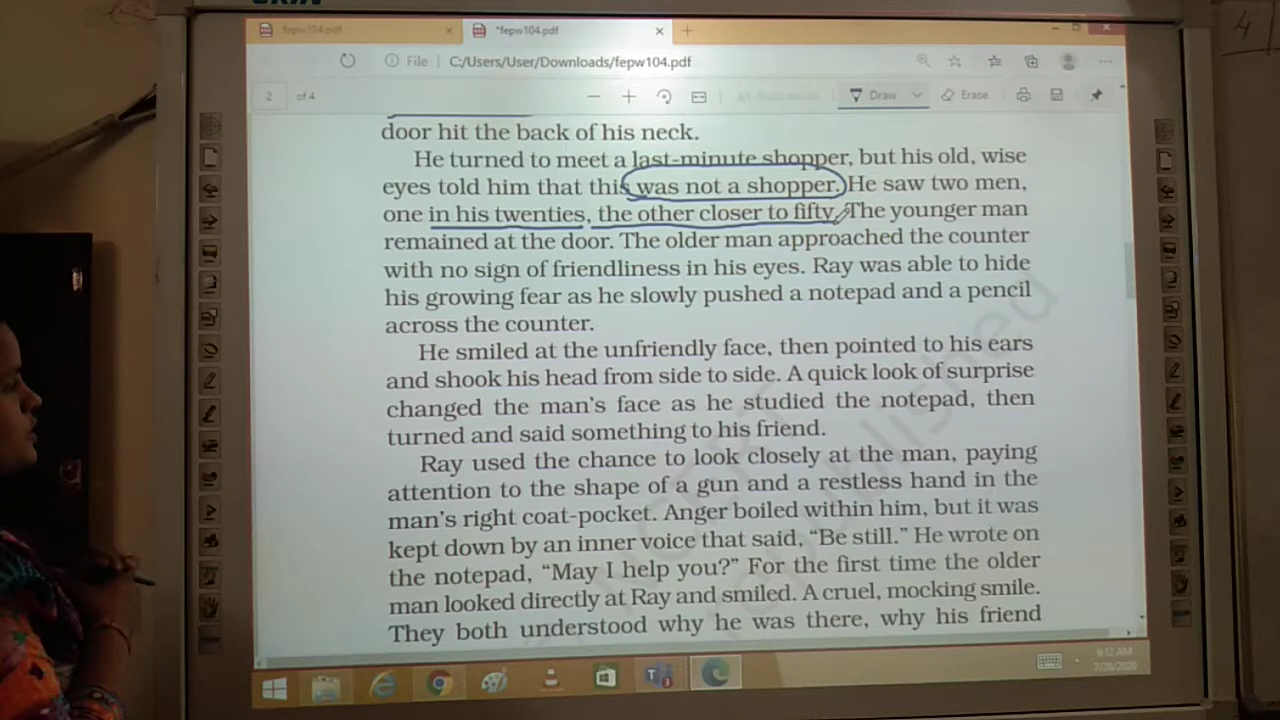 fepw104.pdf
*fepw104.pdf
File C:/Users/User/Downloads/fepw104.pdf
2 of 4
Draw
Erase
door hit the back of his neck.
He turned to meet a last-minute shopper, but his old, wise
eyes told him that this was not a shopper. He saw two men,
one in his twenties, the other closer to fifty. The younger man
remained at the door. The older man approached the counter
with no sign of friendliness in his eyes. Ray was able to hide
his growing fear as he slowly pushed a notepad and a pencil
across the counter.
He smiled at the unfriendly face, then pointed to his ears
and shook his head from side to side. A quick look of surprise
changed the man's face as he studied the notepad, then
turned and said something to his friend.
Ray used the chance to look closely at the man, paying
attention to the shape of a gun and a restless hand in the
man's right coat-pocket. Anger boiled within him, but it was
kept down by an inner voice that said, “Be still.” He wrote on
the notepad, “May I help you?” For the first time the older
man looked directly at Ray and smiled. A cruel, mocking smile.
They both understood why he was there, why his friend
9:12 AM
7/28/2020